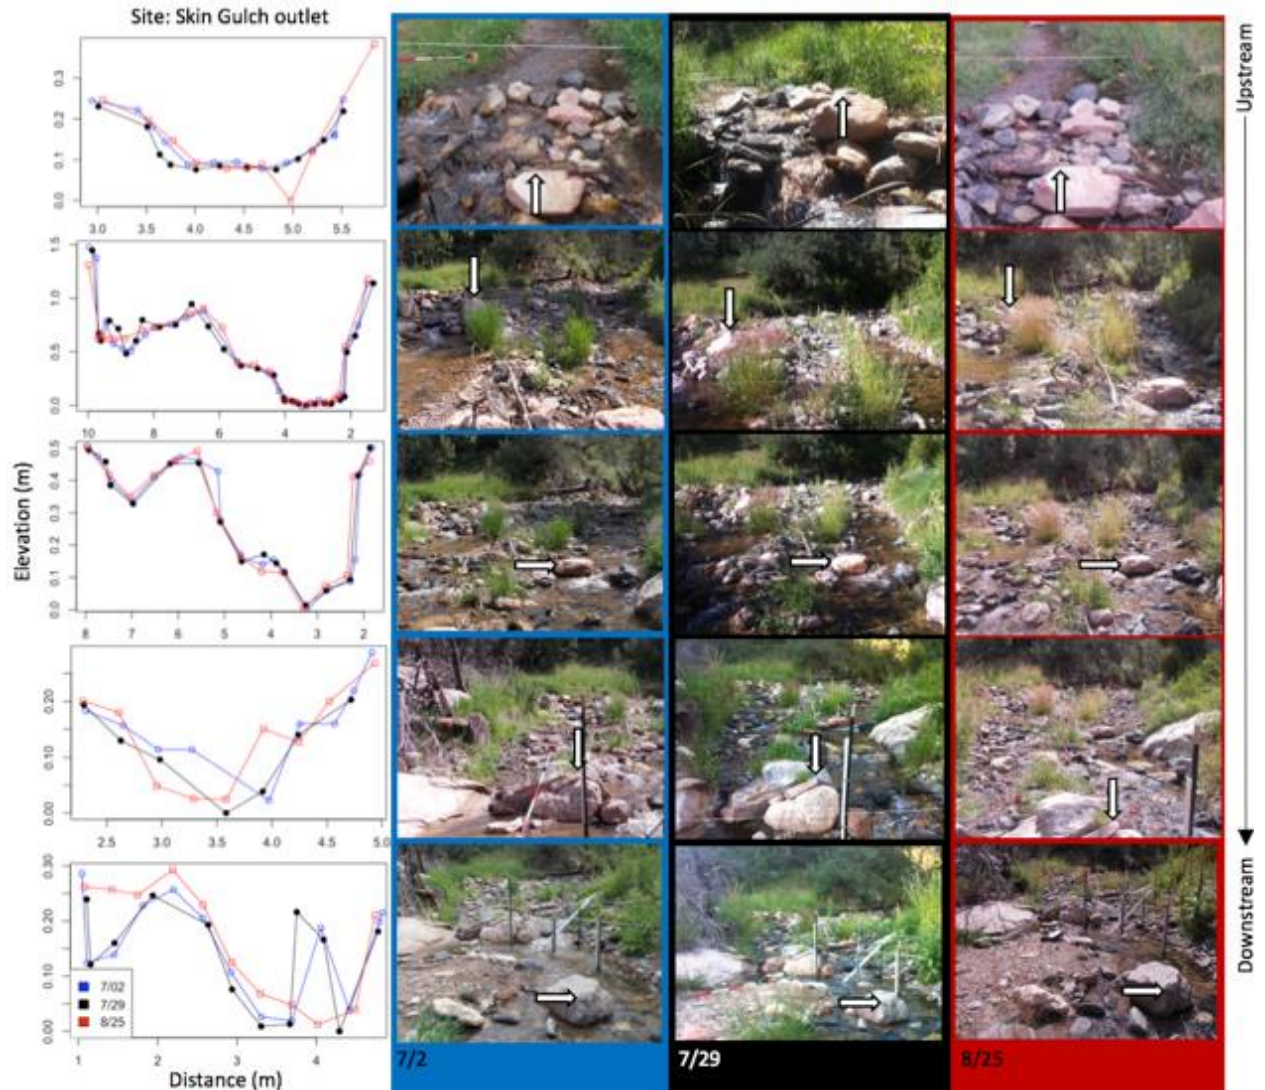 Site: Skin Gulch outlet
Upstream
0.3
0.2
0.1
0.0
3.0 3.5 4.0 4.5 5.0 5.5
1.5
1.0
0.5
0.0
10 8 6 4 2
Elevation (m)
0.5
0.4
0.3
0.2
0.1
0.0
8 7 6 5 4 3 2
0.20
0.10
0.00
2.5 3.0 3.5 4.0 4.5 5.0
Downstream
0.30
0.20
0.10
0.00
7/02
7/29
8/25
1 2 3 4
Distance (m)
7/2 7/29 8/25